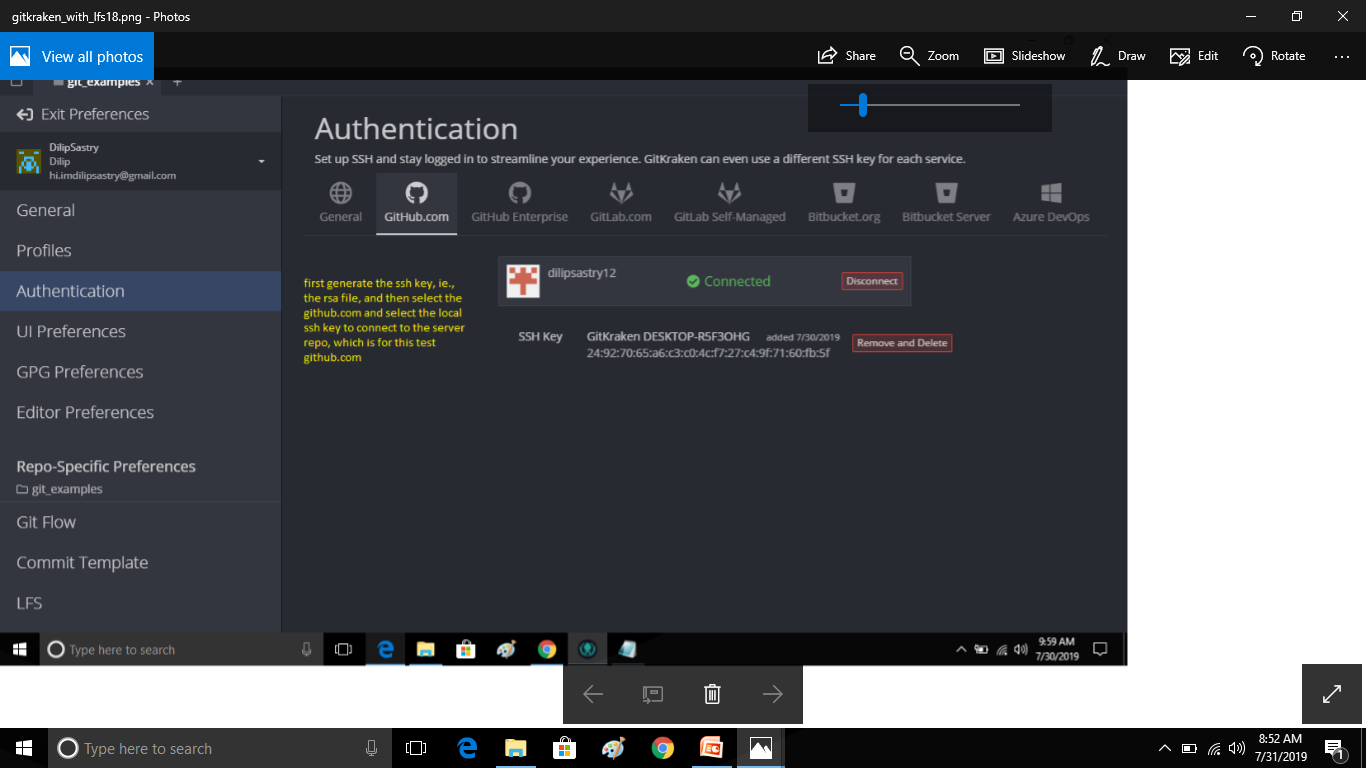 gitkraken_with_lfs18.png - Photos
View all photos
Share
Zoom
Slideshow
Draw
Edit
Rotate
git_examples
Exit Preferences
DilipSastry
Dilip
hi.imdilipsastry@gmail.com
General
Profiles
Authentication
UI Preferences
GPG Preferences
Editor Preferences
Repo-Specific Preferences
git_examples
Git Flow
Commit Template
LFS
Authentication
Set up SSH and stay logged in to streamline your experience. GitKraken can even use a different SSH key for each service.
General
GitHub.com
GitHub Enterprise
GitLab.com
GitLab Self-Managed
Bitbucket.org
Bitbucket Server
Azure DevOps
first generate the ssh key, ie.,
the rsa file, and then select the
github.com and select the local
ssh key to connect to the server
repo, which is for this test
github.com
dilipsastry12
Connected
Disconnect
SSH Key
GitKraken DESKTOP-R5F3OHG added 7/30/2019
24:92:70:65:a6:c3:c0:4c:f7:27:c4:9f:71:60:fb:5f
Remove and Delete
Type here to search
9:59 AM
7/30/2019
Type here to search
8:52 AM
7/31/2019
1